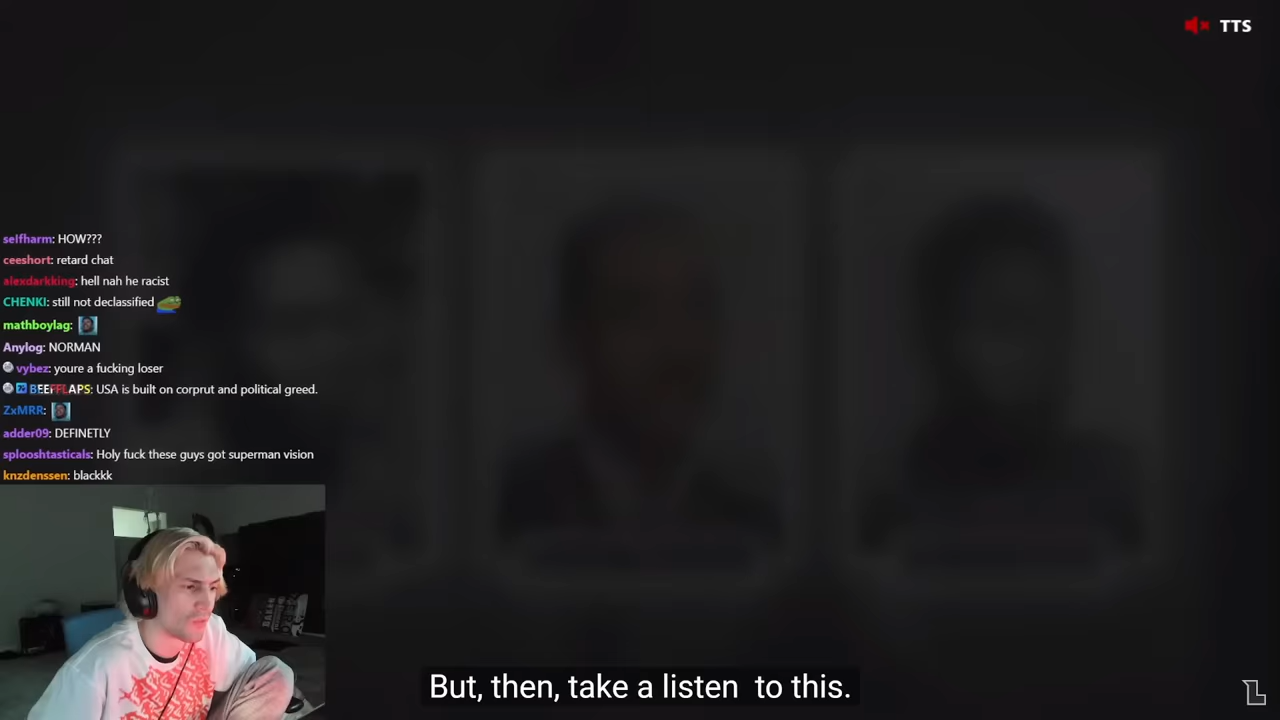 TTS
selfharm: HOW???
ceeshort: retard chat
alexdarkking: hell nah he racist
CHENKI: still not declassified
mathboylag:
Anylog: NORMAN
vybez: youre a fucking loser
BEEFFLAPS: USA is built on corprut and political greed.
ZxMRR:
adder09: DEFINETLY
splooshtasticals: Holy fuck these guys got superman vision
knzdenssen: blackkk
But, then, take a listen to this.